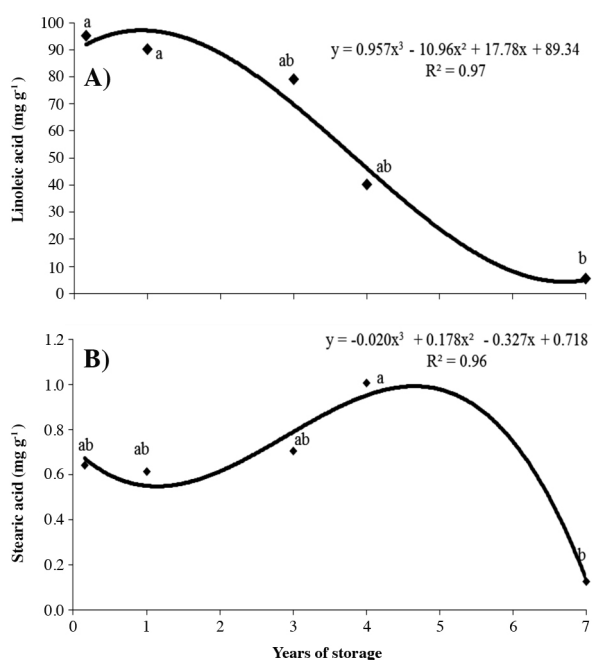 100
90
80
70
60
50
40
30
20
10
0
Linoleic acid (mg g⁻¹)
A)
a
a
ab
ab
b
y = 0.957x³ - 10.96x² + 17.78x + 89.34
R² = 0.97
1.2
1.0
0.8
0.6
0.4
0.2
0.0
Stearic acid (mg g⁻¹)
B)
y = -0.020x³ + 0.178x² - 0.327x + 0.718
R² = 0.96
ab
ab
ab
a
b
0 1 2 3 4 5 6 7
Years of storage